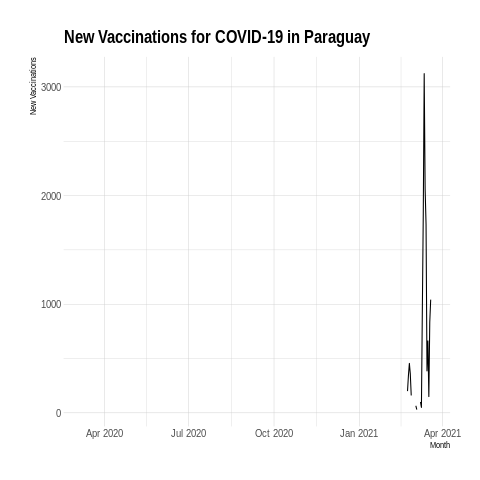 New Vaccinations for COVID-19 in Paraguay
New Vaccinations
3000
2000
1000
0
Apr 2020 Jul 2020 Oct 2020 Jan 2021 Apr 2021
Month